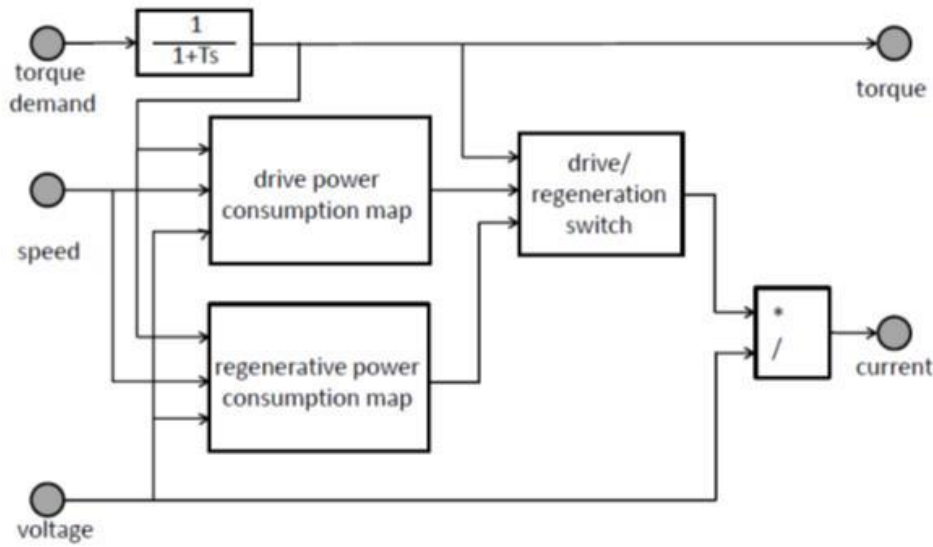 1
1+Ts
torque
demand
torque
drive power
consumption map
drive/
regeneration
switch
speed
*
/
regenerative power
consumption map
current
voltage